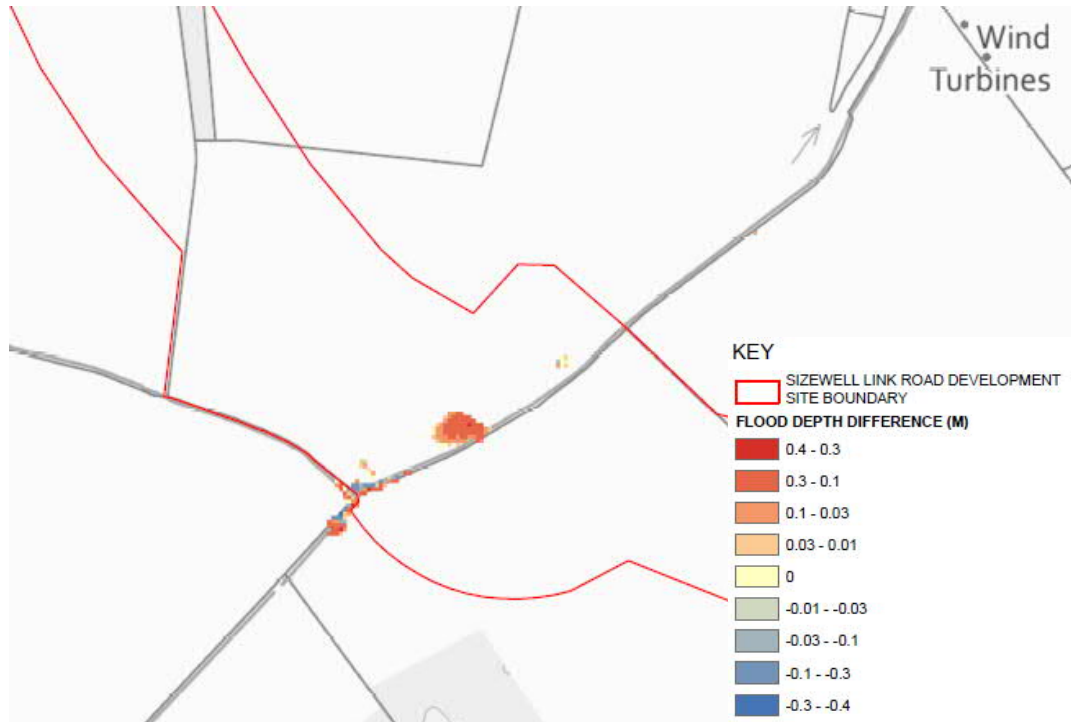 Wind
Turbines
KEY
SIZEWELL LINK ROAD DEVELOPMENT
SITE BOUNDARY
FLOOD DEPTH DIFFERENCE (M)
0.4 - 0.3
0.3 - 0.1
0.1 - 0.03
0.03 - 0.01
0
-0.01 - -0.03
-0.03 - -0.1
-0.1 - -0.3
-0.3 - -0.4